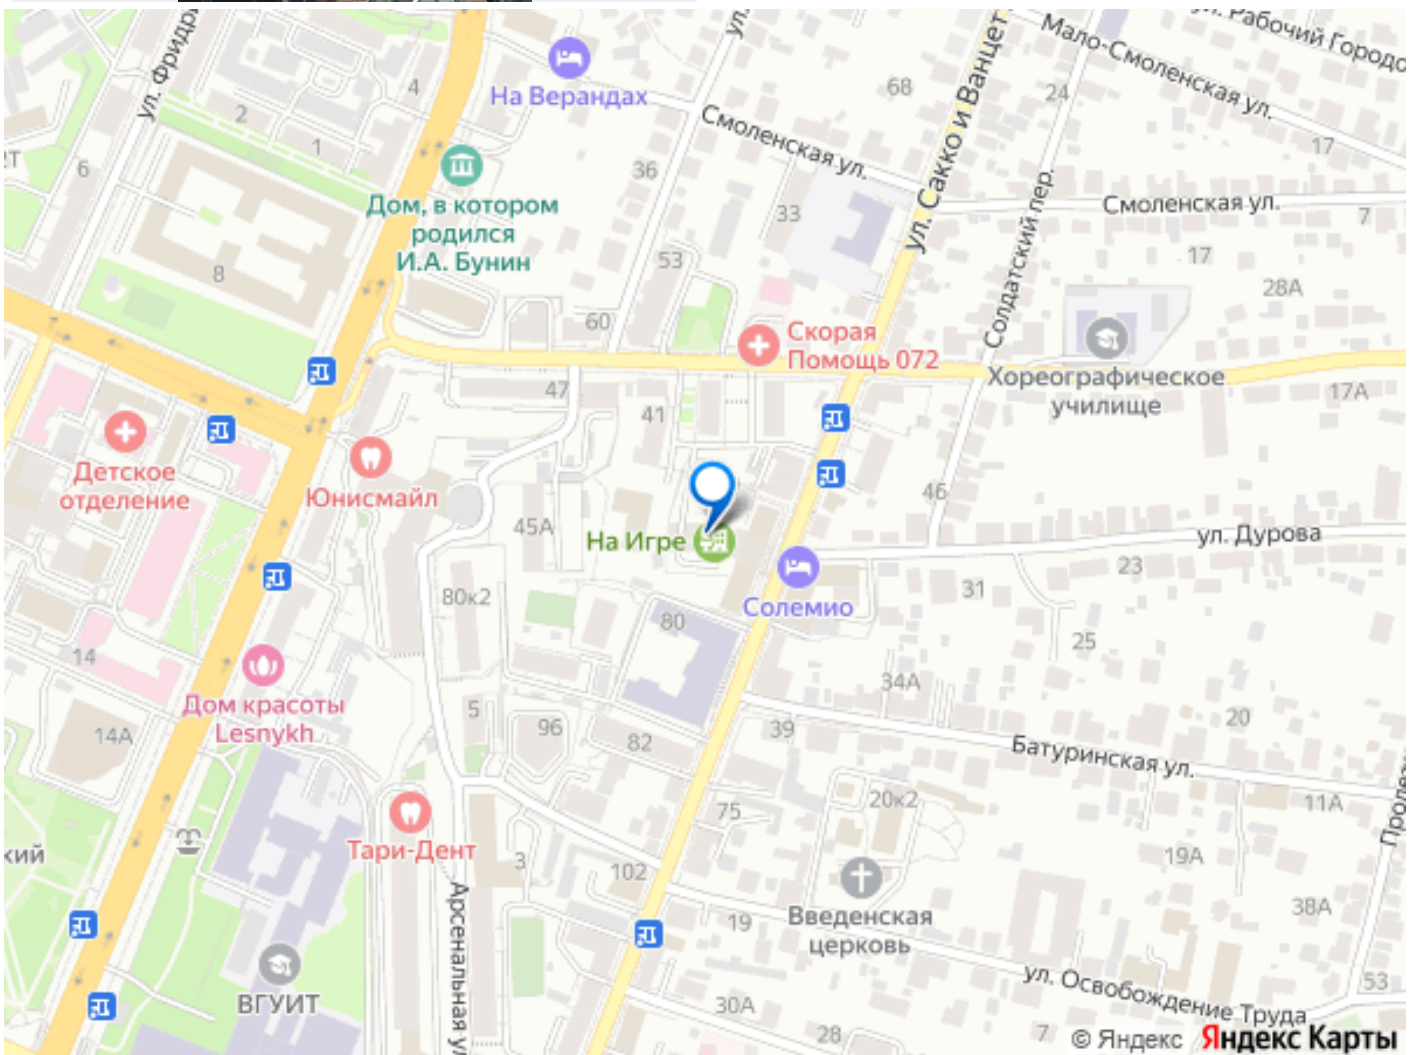 ул. Фридри
4
На Верандах
ул.
68
ул. Сакко и Ванцет
24
Мало-Смоленская ул.
ул. Рабочий Городо
17
2
1
6
Смоленская ул.
36
33
Дом, в котором
родился
И.А. Бунин
8
53
60
Солдатский пер.
Смоленская ул.
7
17
28А
Скорая
Помощь 072
Хореографическое
училище
17А
47
41
Детское
отделение
Юнисмайл
45А
На Игре
46
ул. Дурова
23
80к2
80
Солемио
31
25
14
Дом красоты
Lesnykh
14А
5
96
82
39
34А
20
Батуринская ул.
11А
Пролет
кий
Тари-Дент
3
102
75
20к2
19А
Арсенальная ул
Введенская
церковь
19
38А
ВГУИТ
30А
28
ул. Освобождение Труда
53
7
© Яндекс Яндекс Карты